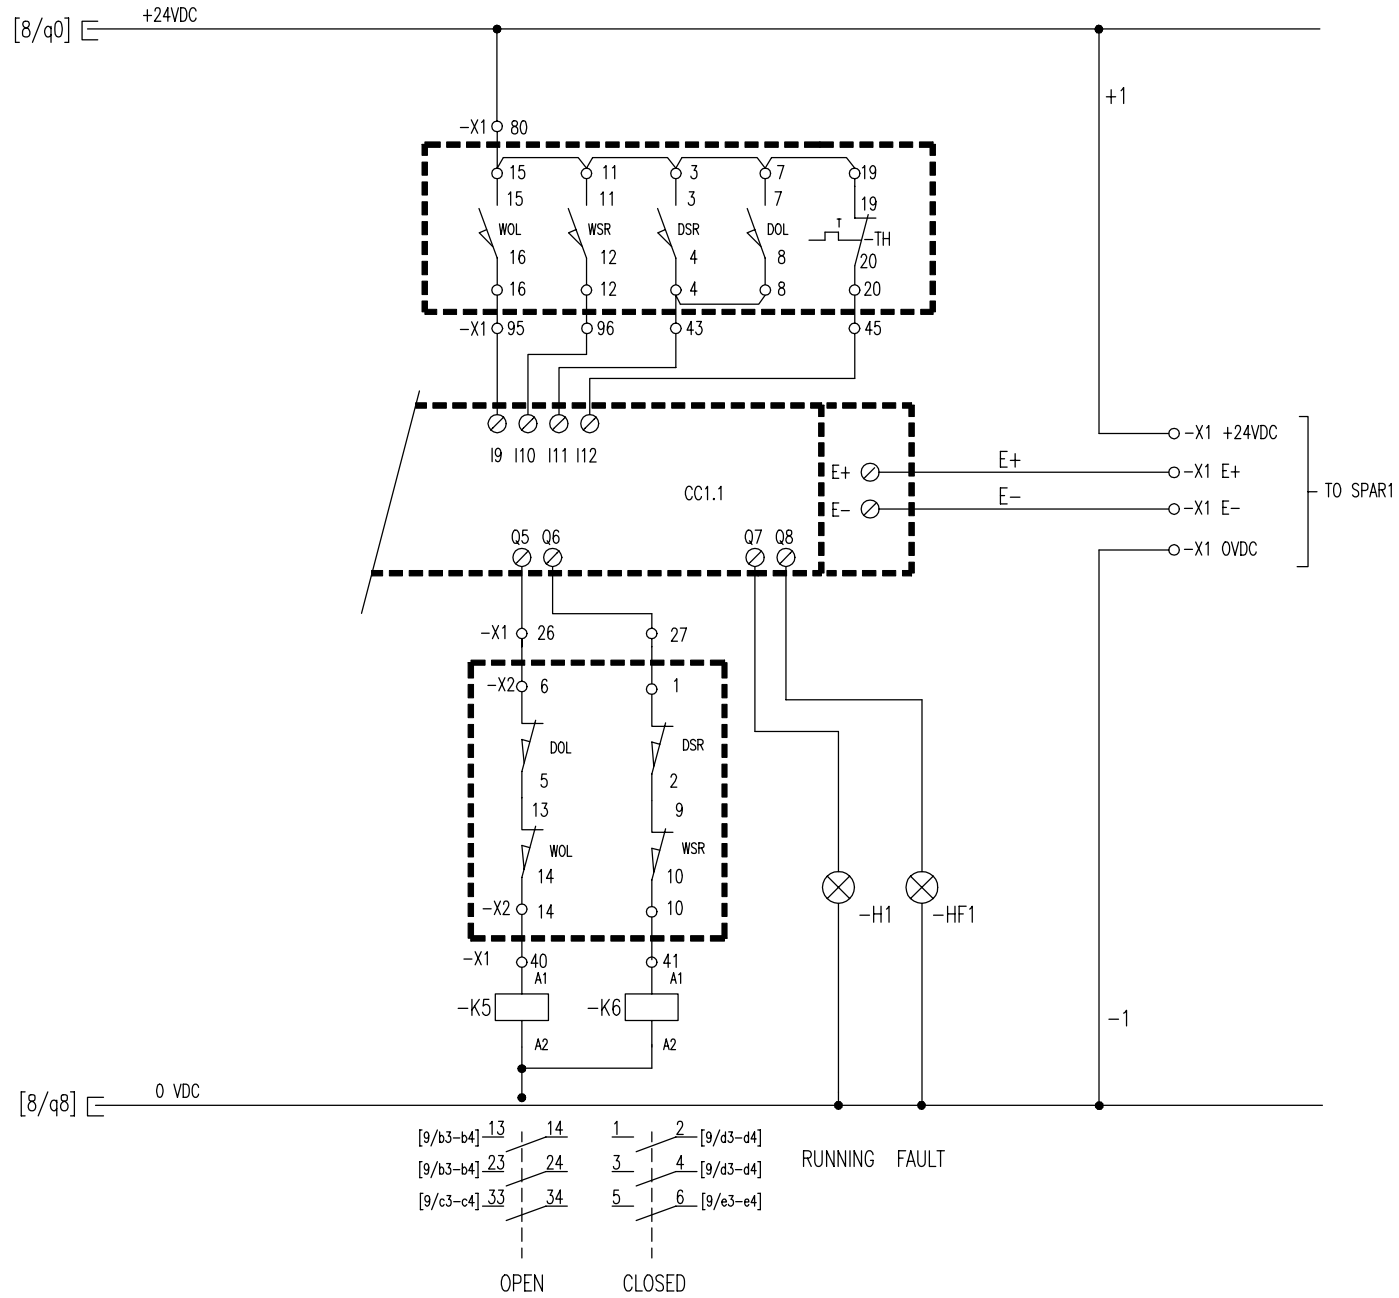 +24VDC
[8/q0]
+1
-X1 80
15 11 3 7 19
15 11 3 7 19
WOL WSR DSR DOL T -TH
16 12 4 8 20
16 12 4 8 20
-X1 95 96 43 45
-X1 +24VDC
I9 I10 I11 I12
E+ E+ -X1 E+
CC1.1
TO SPAR1
E- E- -X1 E-
Q5 Q6 Q7 Q8
-X1 0VDC
-X1 26 27
-X2 6 1
DOL DSR
5 2
13 9
WOL WSR
14 10
-X2 14 10
-H1 -HF1
-X1 40 41
A1 A1
-K5 -K6
-1
A2 A2
0 VDC
[8/q8]
[9/b3-b4] 13 14 1 2 [9/d3-d4]
RUNNING FAULT
[9/b3-b4] 23 24 3 4 [9/d3-d4]
[9/c3-c4] 33 34 5 6 [9/e3-e4]
OPEN CLOSED